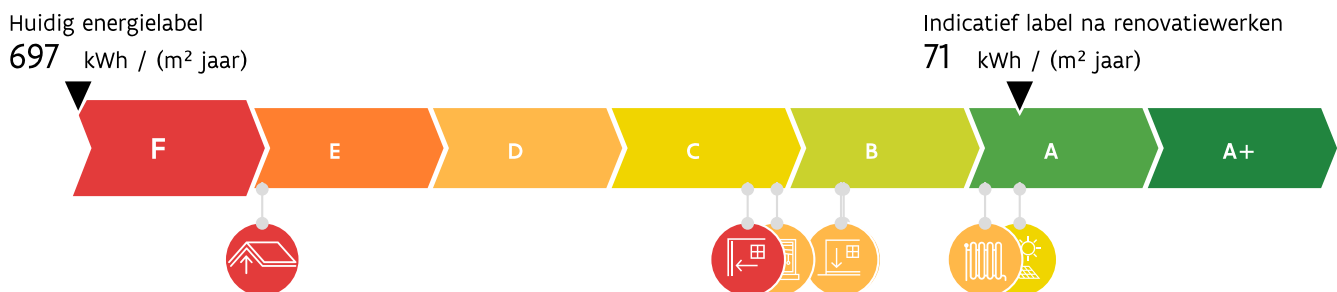 Huidig energielabel
697 kWh / (m² jaar)
Indicatief label na renovatiewerken
71 kWh / (m² jaar)
F E D C B A A+